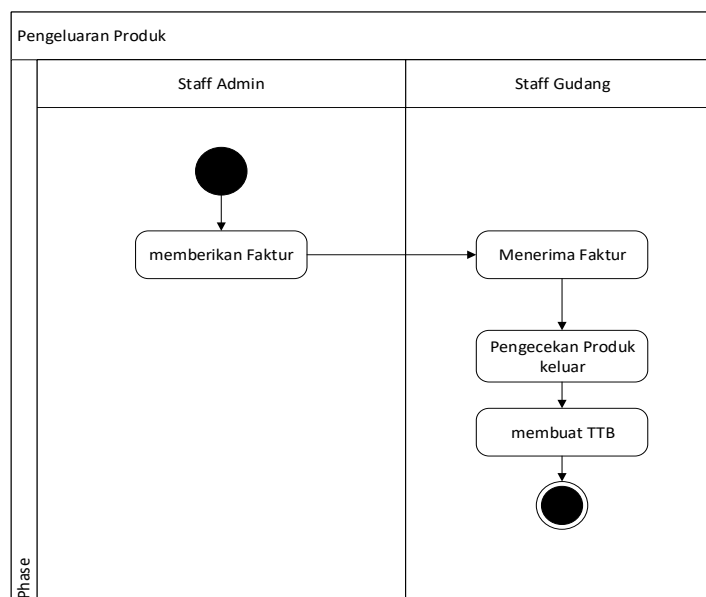 Pengeluaran Produk
Staff Admin
Staff Gudang
memberikan Faktur
Menerima Faktur
Pengecekan Produk
keluar
membuat TTB
Phase